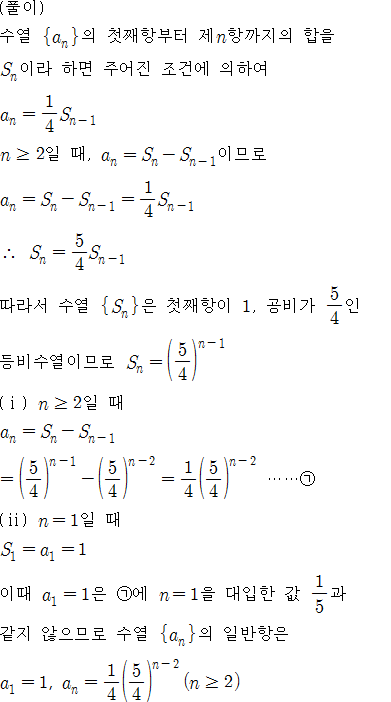 (풀이)
수열 {aₙ}의 첫째항부터 제n항까지의 합을
Sₙ이라 하면 주어진 조건에 의하여
aₙ = 1/4 Sₙ₋₁
n ≥ 2일 때, aₙ = Sₙ − Sₙ₋₁이므로
aₙ = Sₙ − Sₙ₋₁ = 1/4 Sₙ₋₁
∴ Sₙ = 5/4 Sₙ₋₁
따라서 수열 {Sₙ}은 첫째항이 1, 공비가 5/4인
등비수열이므로 Sₙ = (5/4)ⁿ⁻¹
(ⅰ) n ≥ 2일 때
aₙ = Sₙ − Sₙ₋₁
= (5/4)ⁿ⁻¹ − (5/4)ⁿ⁻² = 1/4 (5/4)ⁿ⁻² ……㉠
(ⅱ) n = 1일 때
S₁ = a₁ = 1
이때 a₁ = 1은 ㉠에 n = 1을 대입한 값 1/5과
같지 않으므로 수열 {aₙ}의 일반항은
a₁ = 1, aₙ = 1/4 (5/4)ⁿ⁻² (n ≥ 2)